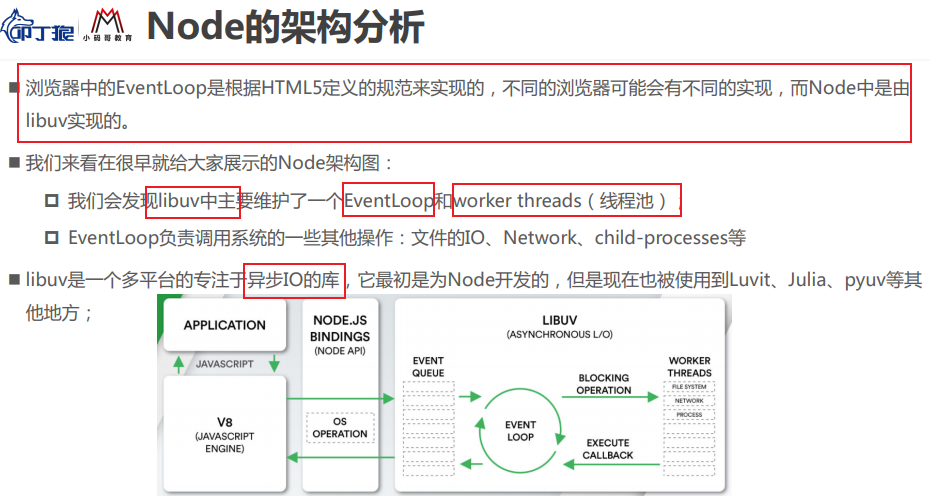 叩丁狼
小码哥教育
Node的架构分析
浏览器中的EventLoop是根据HTML5定义的规范来实现的，不同的浏览器可能会有不同的实现，而Node中是由
libuv实现的。
我们来看在很早就给大家展示的Node架构图：
我们会发现libuv中主要维护了一个EventLoop和worker threads（线程池）；
EventLoop负责调用系统的一些其他操作：文件的IO、Network、child-processes等
libuv是一个多平台的专注于异步IO的库，它最初是为Node开发的，但是现在也被使用到Luvit、Julia、pyuv等其
他地方；
APPLICATION
JAVASCRIPT
V8
(JAVASCRIPT
ENGINE)
NODE.JS
BINDINGS
(NODE API)
OS
OPERATION
LIBUV
(ASYNCHRONOUS L/O)
EVENT
QUEUE
EVENT
LOOP
BLOCKING
OPERATION
EXECUTE
CALLBACK
WORKER
THREADS
FILE SYSTEM
NETWORK
PROCESS